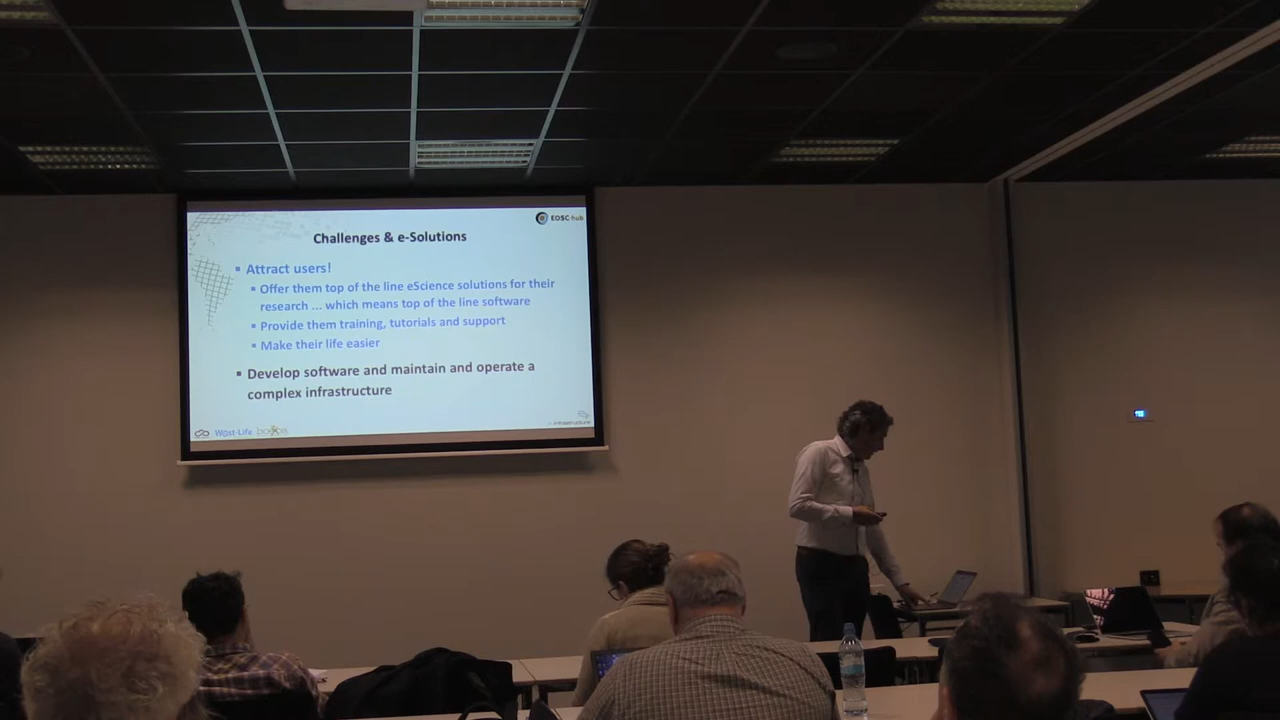 EOSC hub
Challenges & e-Solutions
▪ Attract users!
▪ Offer them top of the line eScience solutions for their
research ... which means top of the line software
▪ Provide them training, tutorials and support
▪ Make their life easier
▪ Develop software and maintain and operate a
complex infrastructure
West-Life